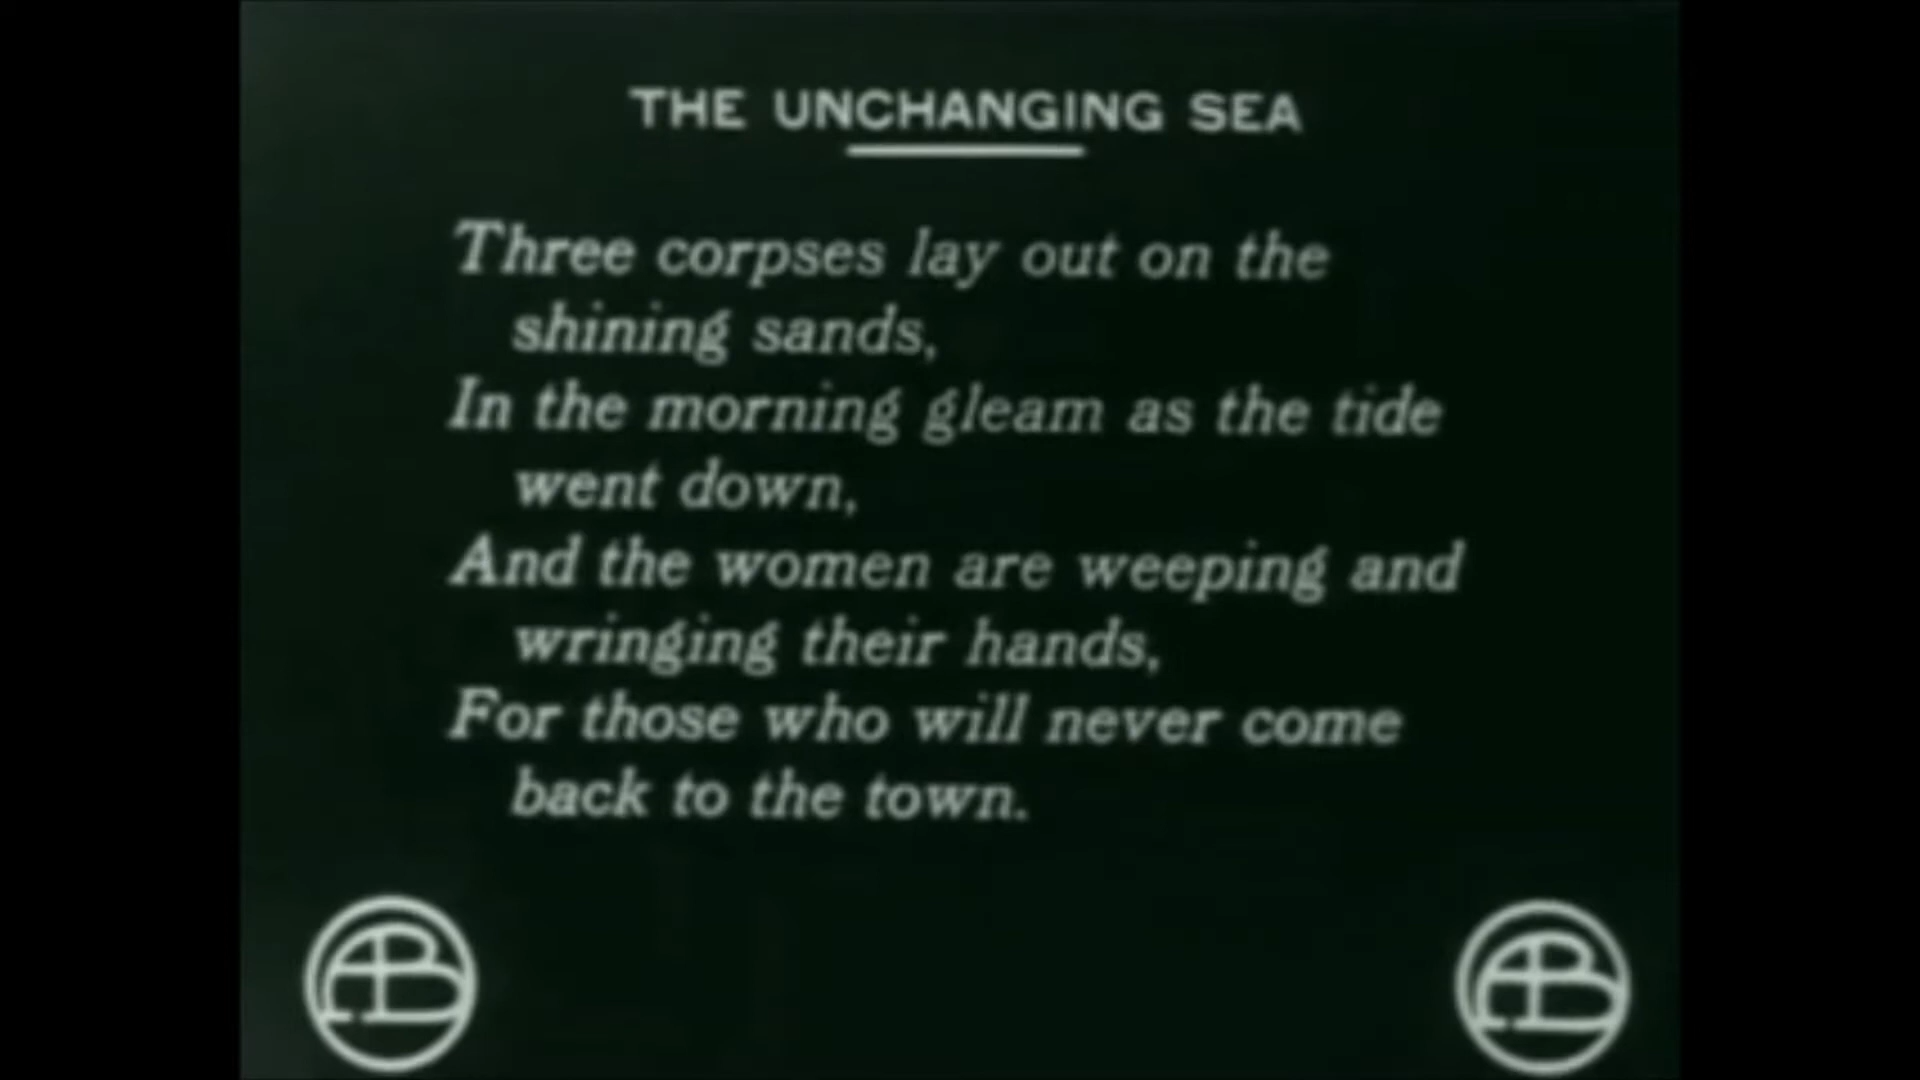 THE UNCHANGING SEA
Three corpses lay out on the
shining sands,
In the morning gleam as the tide
went down,
And the women are weeping and
wringing their hands,
For those who will never come
back to the town.
AB
AB